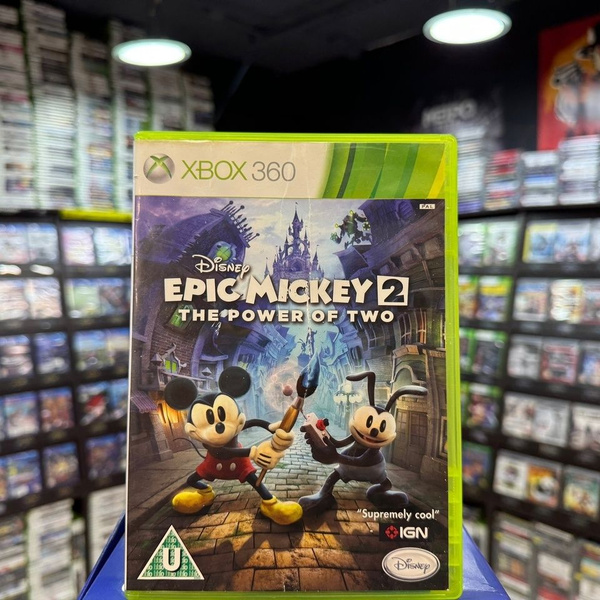 XBOX 360
PAL
Disney
EPIC MICKEY 2
THE POWER OF TWO
"Supremely cool"
IGN
U
Disney